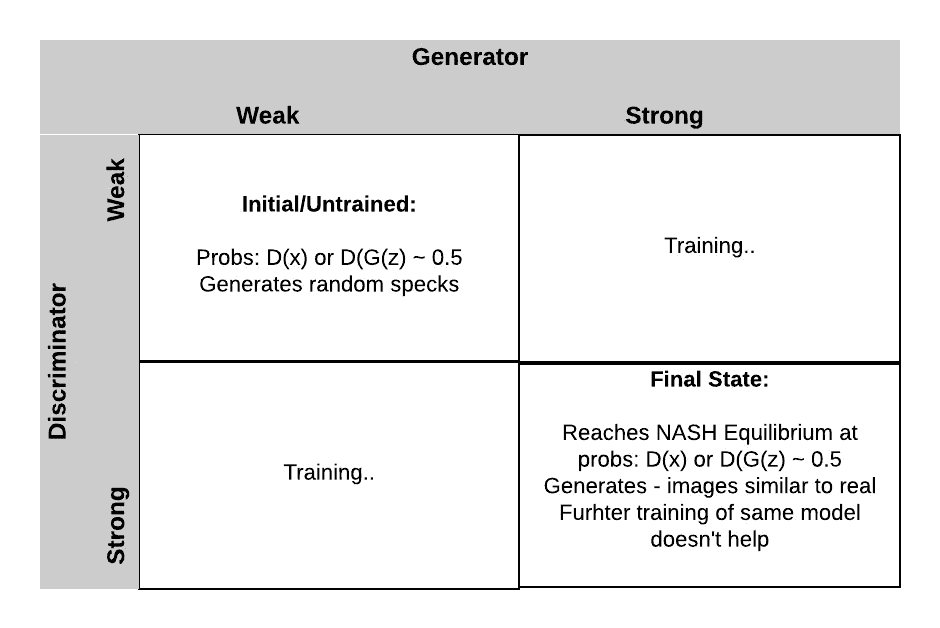 Generator
Weak
Strong
Discriminator
Weak
Strong
Initial/Untrained:
Probs: D(x) or D(G(z) ~ 0.5
Generates random specks
Training..
Training..
Final State:
Reaches NASH Equilibrium at
probs: D(x) or D(G(z) ~ 0.5
Generates - images similar to real
Furhter training of same model
doesn't help